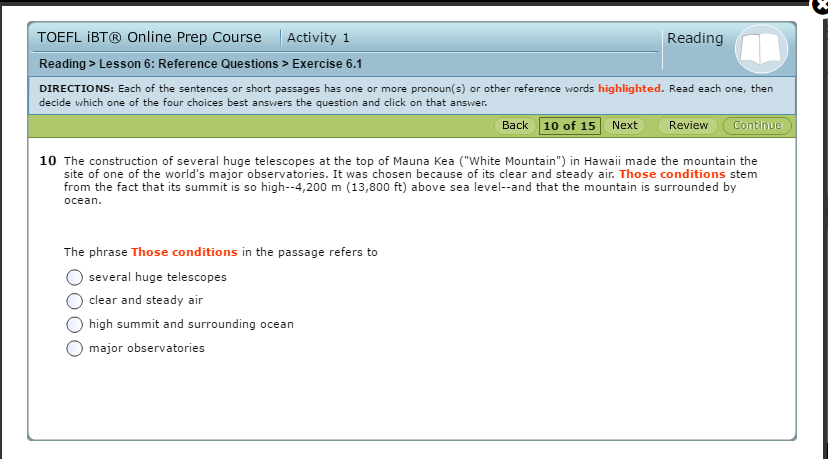 TOEFL iBT® Online Prep Course | Activity 1
Reading
Reading > Lesson 6: Reference Questions > Exercise 6.1
DIRECTIONS: Each of the sentences or short passages has one or more pronoun(s) or other reference words highlighted. Read each one, then
decide which one of the four choices best answers the question and click on that answer.
Back 10 of 15 Next Review Continue
10 The construction of several huge telescopes at the top of Mauna Kea ("White Mountain") in Hawaii made the mountain the
site of one of the world's major observatories. It was chosen because of its clear and steady air. Those conditions stem
from the fact that its summit is so high--4,200 m (13,800 ft) above sea level--and that the mountain is surrounded by
ocean.
The phrase Those conditions in the passage refers to
several huge telescopes
clear and steady air
high summit and surrounding ocean
major observatories